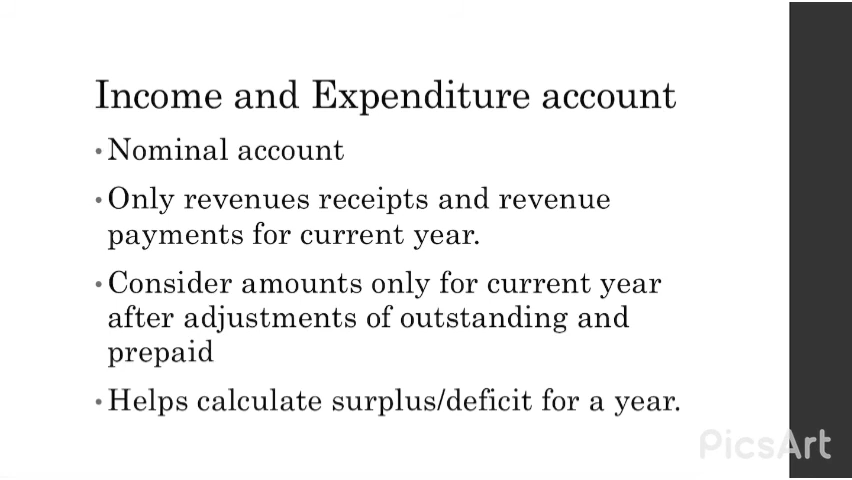 Income and Expenditure account
• Nominal account
• Only revenues receipts and revenue
payments for current year.
• Consider amounts only for current year
after adjustments of outstanding and
prepaid
• Helps calculate surplus/deficit for a year.
PicsArt